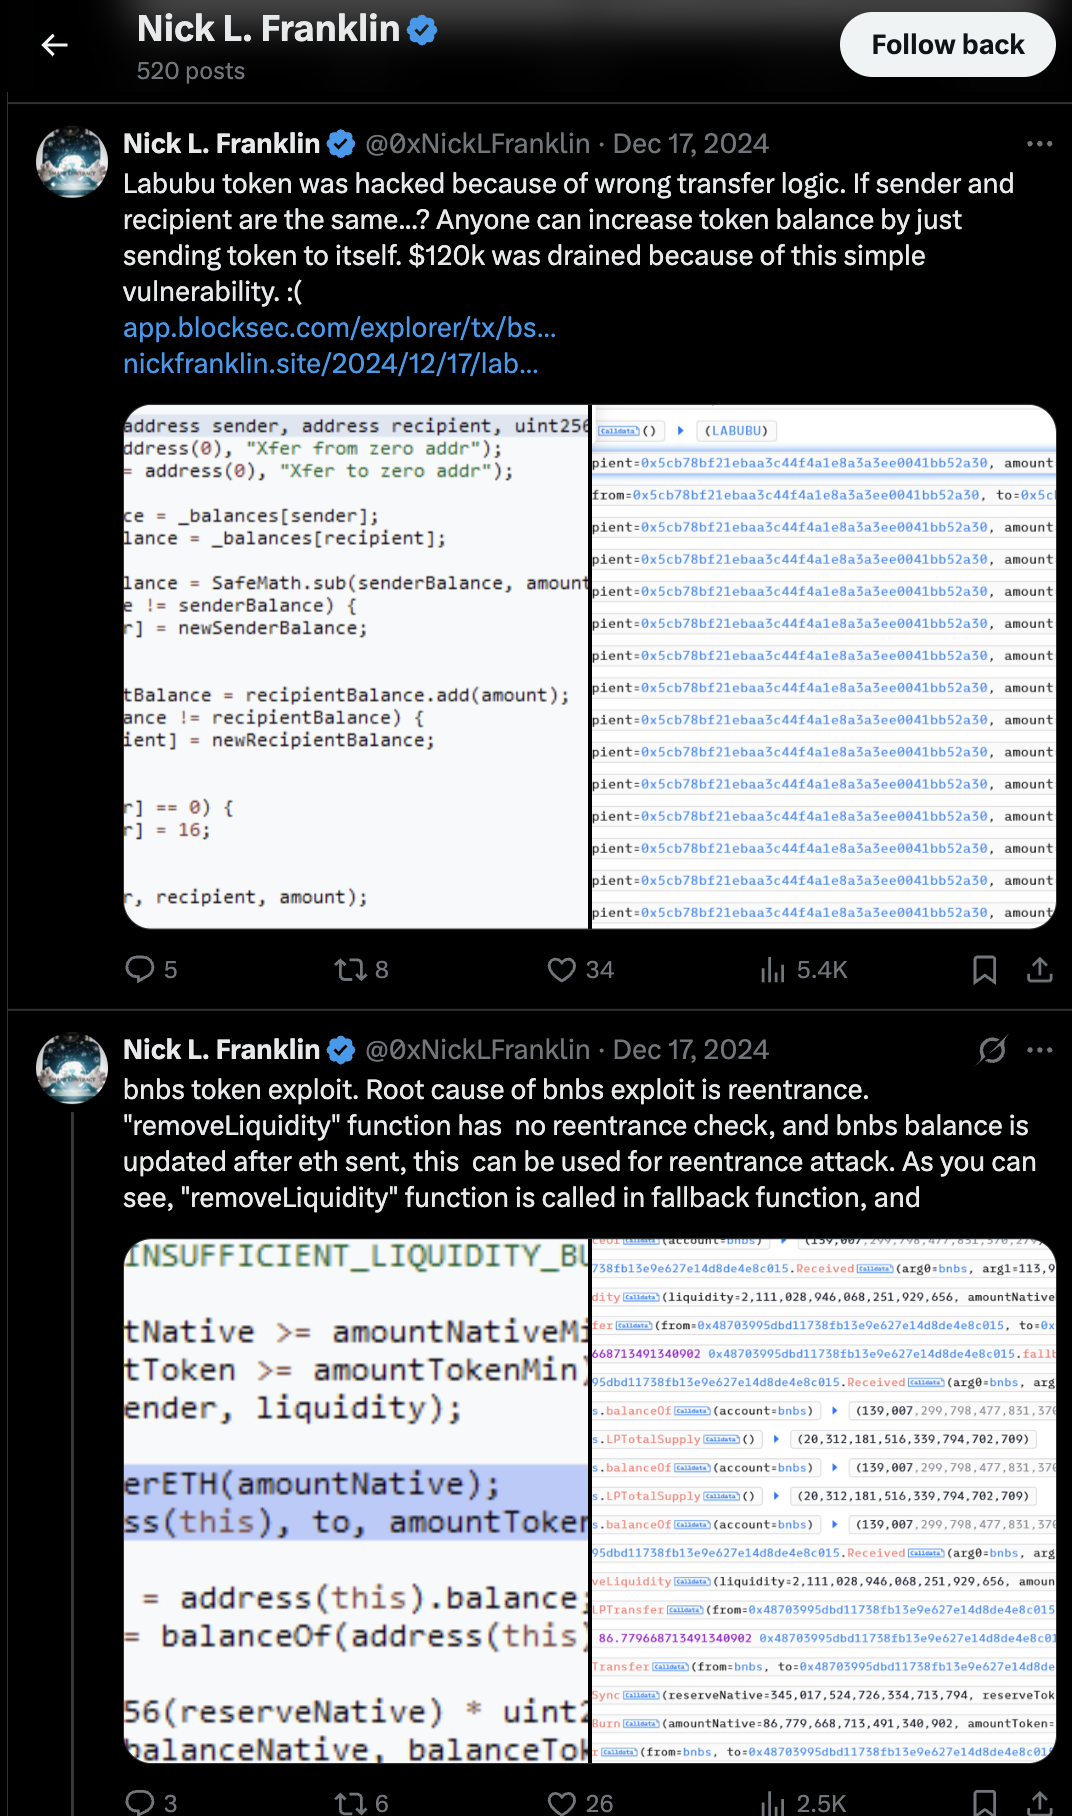 Nick L. Franklin
520 posts
Follow back
Nick L. Franklin @0xNickLFranklin · Dec 17, 2024
Labubu token was hacked because of wrong transfer logic. If sender and
recipient are the same...? Anyone can increase token balance by just
sending token to itself. $120k was drained because of this simple
vulnerability. :(
app.blocksec.com/explorer/tx/bs...
nickfranklin.site/2024/12/17/lab...
address sender, address recipient, uint256
ddress(0), "Xfer from zero addr");
= address(0), "Xfer to zero addr");
ce = _balances[sender];
lance = _balances[recipient];
lance = SafeMath.sub(senderBalance, amount
e != senderBalance) {
r] = newSenderBalance;
tBalance = recipientBalance.add(amount);
ance != recipientBalance) {
ient] = newRecipientBalance;
r] == 0) {
r] = 16;
r, recipient, amount);
Calldata () (LABUBU)
pient=0x5cb78bf21ebaa3c44f4a1e8a3a3ee0041bb52a30, amount
from=0x5cb78bf21ebaa3c44f4a1e8a3a3ee0041bb52a30, to=0x5c
pient=0x5cb78bf21ebaa3c44f4a1e8a3a3ee0041bb52a30, amount
pient=0x5cb78bf21ebaa3c44f4a1e8a3a3ee0041bb52a30, amount
pient=0x5cb78bf21ebaa3c44f4a1e8a3a3ee0041bb52a30, amount
pient=0x5cb78bf21ebaa3c44f4a1e8a3a3ee0041bb52a30, amount
pient=0x5cb78bf21ebaa3c44f4a1e8a3a3ee0041bb52a30, amount
pient=0x5cb78bf21ebaa3c44f4a1e8a3a3ee0041bb52a30, amount
pient=0x5cb78bf21ebaa3c44f4a1e8a3a3ee0041bb52a30, amount
pient=0x5cb78bf21ebaa3c44f4a1e8a3a3ee0041bb52a30, amount
pient=0x5cb78bf21ebaa3c44f4a1e8a3a3ee0041bb52a30, amount
pient=0x5cb78bf21ebaa3c44f4a1e8a3a3ee0041bb52a30, amount
pient=0x5cb78bf21ebaa3c44f4a1e8a3a3ee0041bb52a30, amount
pient=0x5cb78bf21ebaa3c44f4a1e8a3a3ee0041bb52a30, amount
pient=0x5cb78bf21ebaa3c44f4a1e8a3a3ee0041bb52a30, amount
5 8 34 5.4K
Nick L. Franklin @0xNickLFranklin · Dec 17, 2024
bnbs token exploit. Root cause of bnbs exploit is reentrance.
"removeLiquidity" function has no reentrance check, and bnbs balance is
updated after eth sent, this can be used for reentrance attack. As you can
see, "removeLiquidity" function is called in fallback function, and
INSUFFICIENT_LIQUIDITY_BU
tNative >= amountNativeMi
tToken >= amountTokenMin)
ender, liquidity);
erETH(amountNative);
ss(this), to, amountToken
= address(this).balance;
= balanceOf(address(this)
56(reserveNative) * uint2
balanceNative, balanceTok
738fb13e9e627e14d8de4e8c015.Received Calldata (arg0=bnbs, arg1=113,9
dity Calldata (liquidity=2,111,028,946,068,251,929,656, amountNative
fer Calldata (from=0x48703995dbd11738fb13e9e627e14d8de4e8c015, to=0x
668713491340902 0x48703995dbd11738fb13e9e627e14d8de4e8c015.fallb
95dbd11738fb13e9e627e14d8de4e8c015.Received Calldata (arg0=bnbs, arg
s.balanceOf Calldata (account=bnbs) (139,007,299,798,477,831,370
s.LPTotalSupply Calldata () (20,312,181,516,339,794,702,709)
s.balanceOf Calldata (account=bnbs) (139,007,299,798,477,831,370
s.LPTotalSupply Calldata () (20,312,181,516,339,794,702,709)
s.balanceOf Calldata (account=bnbs) (139,007,299,798,477,831,370
95dbd11738fb13e9e627e14d8de4e8c015.Received Calldata (arg0=bnbs, arg
veLiquidity Calldata (liquidity=2,111,028,946,068,251,929,656, amoun
LPTransfer Calldata (from=0x48703995dbd11738fb13e9e627e14d8de4e8c015
86.779668713491340902 0x48703995dbd11738fb13e9e627e14d8de4e8c01
Transfer Calldata (from=bnbs, to=0x48703995dbd11738fb13e9e627e14d8de
Sync Calldata (reserveNative=345,017,524,726,334,713,794, reserveTok
Burn Calldata (amountNative=86,779,668,713,491,340,902, amountToken=
r Calldata (from=bnbs, to=0x48703995dbd11738fb13e9e627e14d8de4e8c01
3 6 26 2.5K